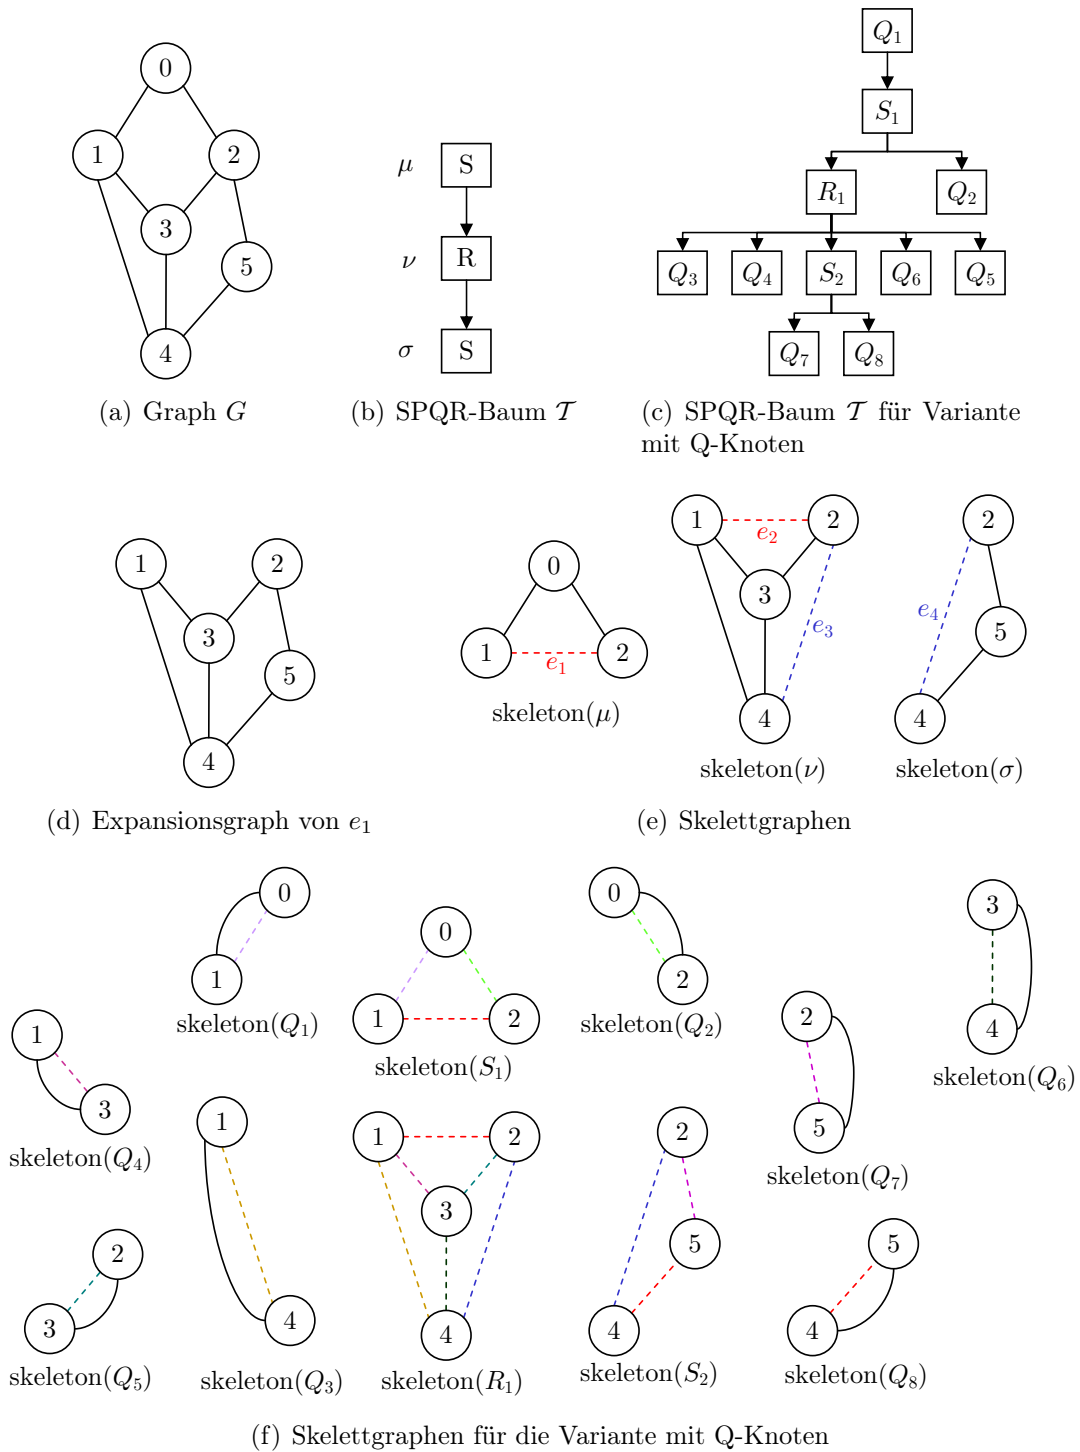 0
1
2
3
5
4
(a) Graph G
μ S
ν R
σ S
(b) SPQR-Baum 𝒯
Q₁
S₁
R₁ Q₂
Q₃ Q₄ S₂ Q₆ Q₅
Q₇ Q₈
(c) SPQR-Baum 𝒯 für Variante
mit Q-Knoten
1 2
3
5
4
(d) Expansionsgraph von e₁
0
1 e₁ 2
skeleton(μ)
1 e₂ 2
3
e₃
4
skeleton(ν)
2
e₄
5
4
skeleton(σ)
(e) Skelettgraphen
0
1
skeleton(Q₁)
0
1 2
skeleton(S₁)
0
2
skeleton(Q₂)
3
4
skeleton(Q₆)
1
3
skeleton(Q₄)
2
5
skeleton(Q₇)
2
3
skeleton(Q₅)
1
4
skeleton(Q₃)
1 2
3
4
skeleton(R₁)
2
5
4
skeleton(S₂)
5
4
skeleton(Q₈)
(f) Skelettgraphen für die Variante mit Q-Knoten